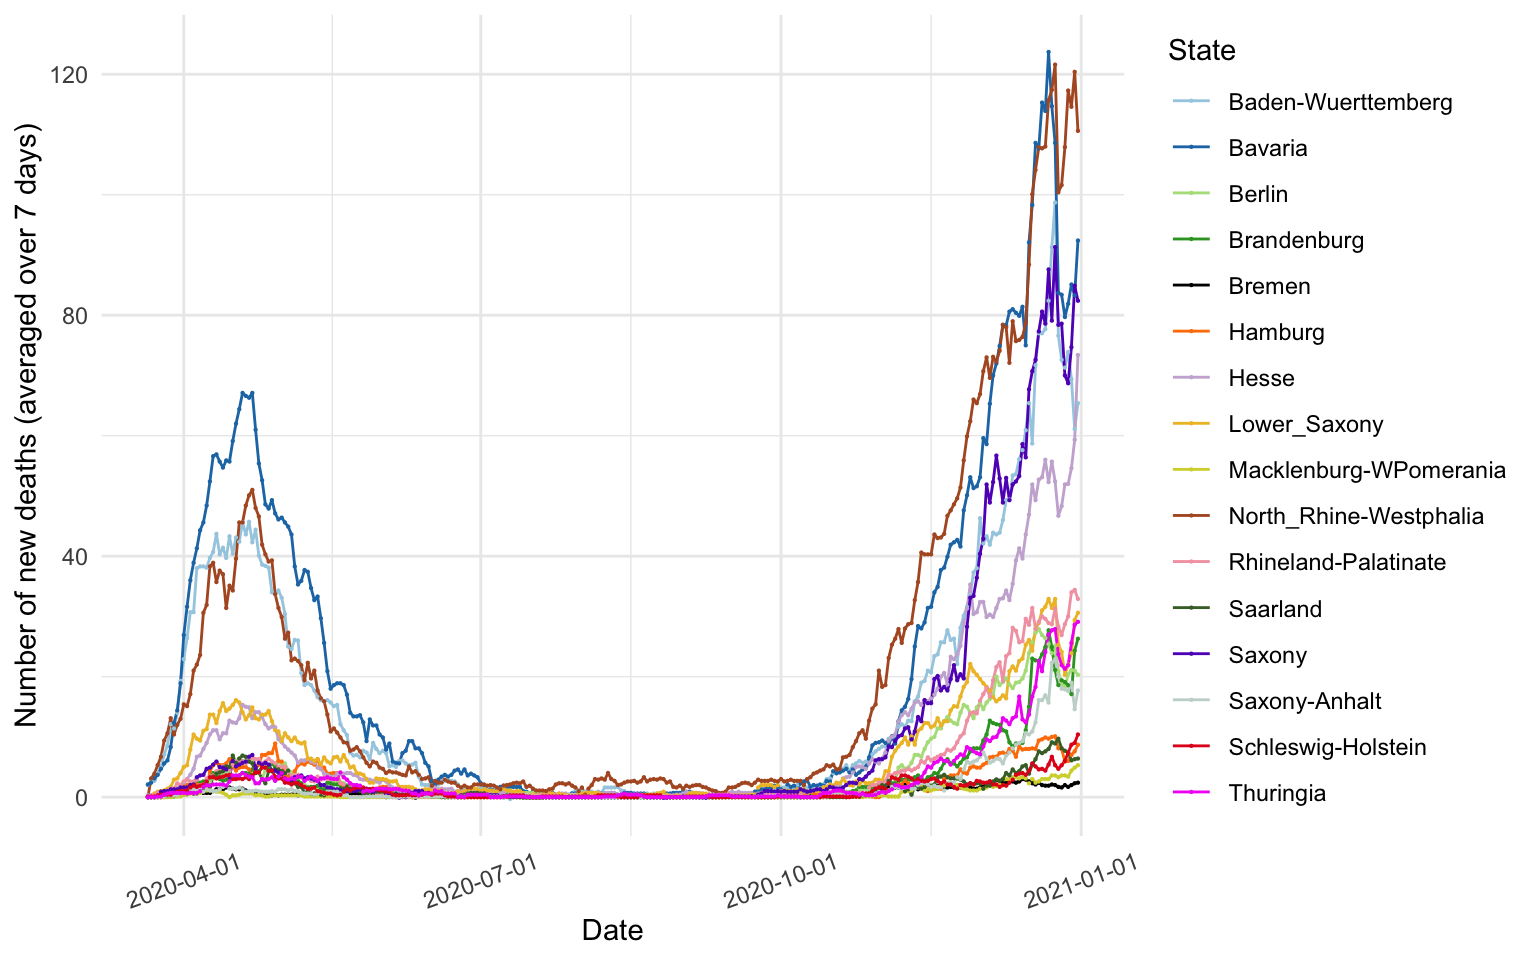 Number of new deaths (averaged over 7 days)
120
80
40
0
2020-04-01
2020-07-01
2020-10-01
2021-01-01
Date
State
Baden-Wuerttemberg
Bavaria
Berlin
Brandenburg
Bremen
Hamburg
Hesse
Lower_Saxony
Macklenburg-WPomerania
North_Rhine-Westphalia
Rhineland-Palatinate
Saarland
Saxony
Saxony-Anhalt
Schleswig-Holstein
Thuringia